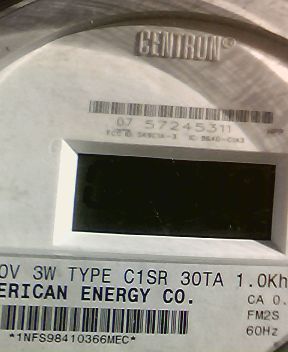 CENTRON®
07 57245311
0V 3W TYPE C1SR 30TA 1.0Kh
ERICAN ENERGY CO.
CA 0.
FM2S
*1NFS98410366MEC*
60Hz